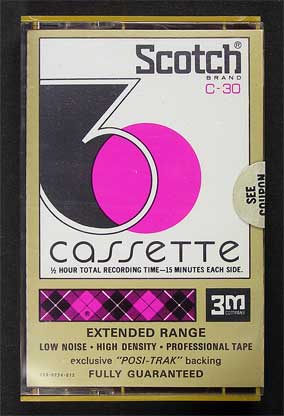 Scotch®
BRAND
C-30
30
SEE
COUPON
cassette
½ HOUR TOTAL RECORDING TIME—15 MINUTES EACH SIDE.
3M
COMPANY
EXTENDED RANGE
LOW NOISE • HIGH DENSITY • PROFESSIONAL TAPE
exclusive "POSI-TRAK" backing
FULLY GUARANTEED